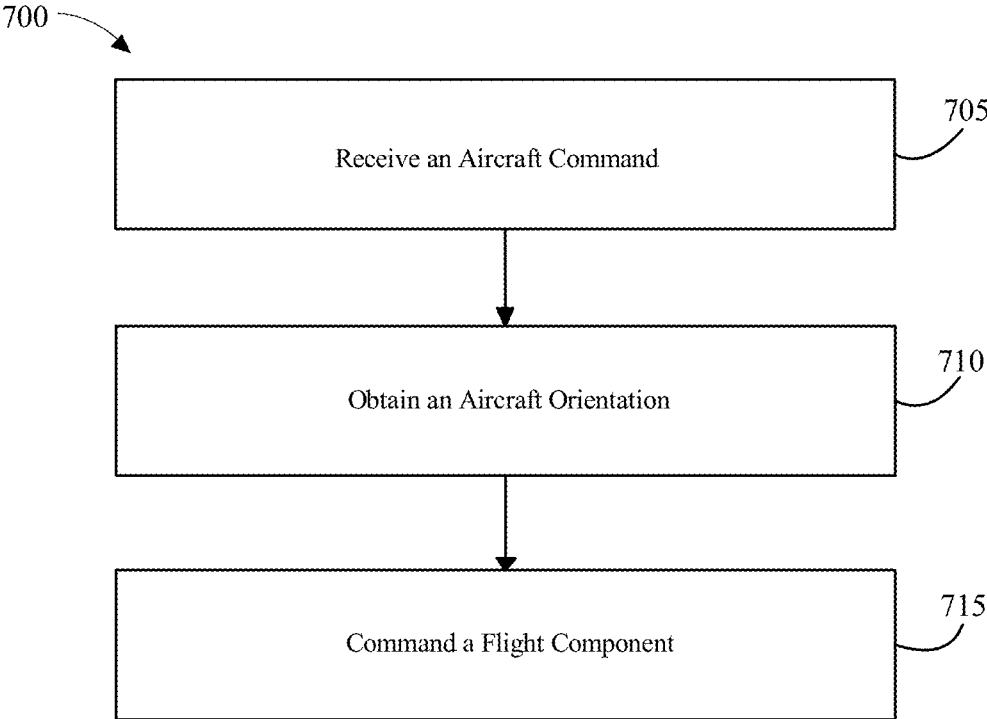 700
705
Receive an Aircraft Command
710
Obtain an Aircraft Orientation
715
Command a Flight Component